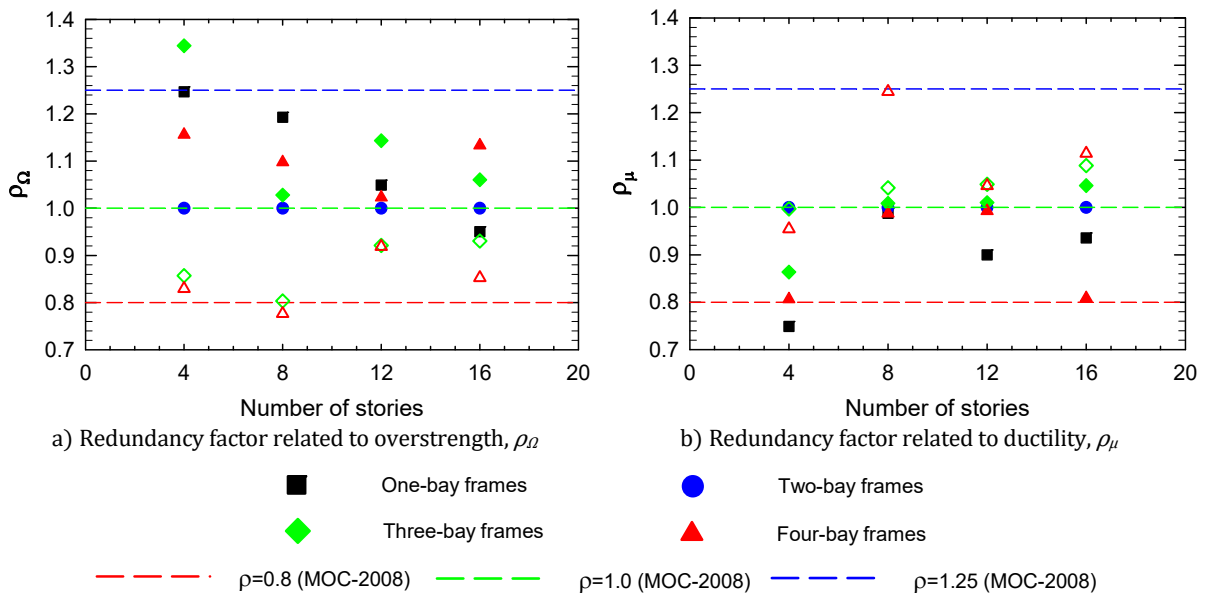 1.4
1.3
1.2
1.1
1.0
0.9
0.8
0.7
ρΩ
0 4 8 12 16 20
Number of stories
a) Redundancy factor related to overstrength, ρΩ
1.4
1.3
1.2
1.1
1.0
0.9
0.8
0.7
ρμ
0 4 8 12 16 20
Number of stories
b) Redundancy factor related to ductility, ρμ
One-bay frames Two-bay frames
Three-bay frames Four-bay frames
ρ=0.8 (MOC-2008) ρ=1.0 (MOC-2008) ρ=1.25 (MOC-2008)